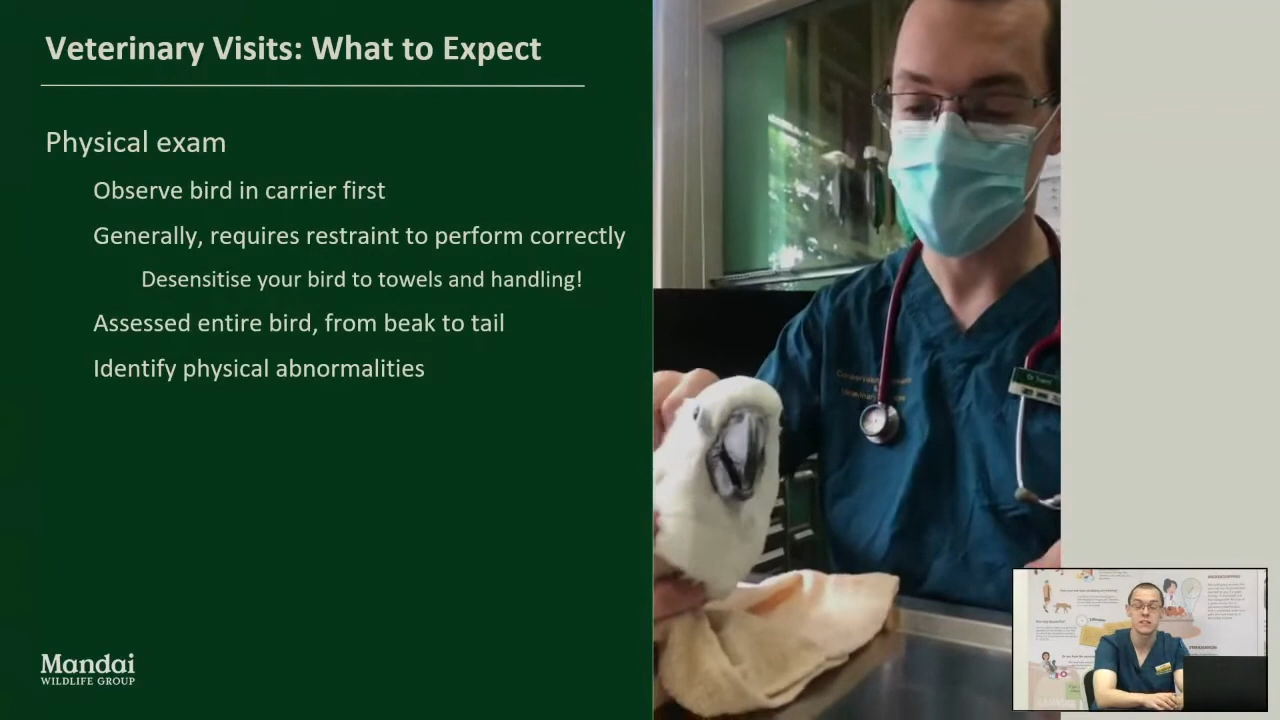 Veterinary Visits: What to Expect
Physical exam
Observe bird in carrier first
Generally, requires restraint to perform correctly
Desensitise your bird to towels and handling!
Assessed entire bird, from beak to tail
Identify physical abnormalities
Mandai
WILDLIFE GROUP